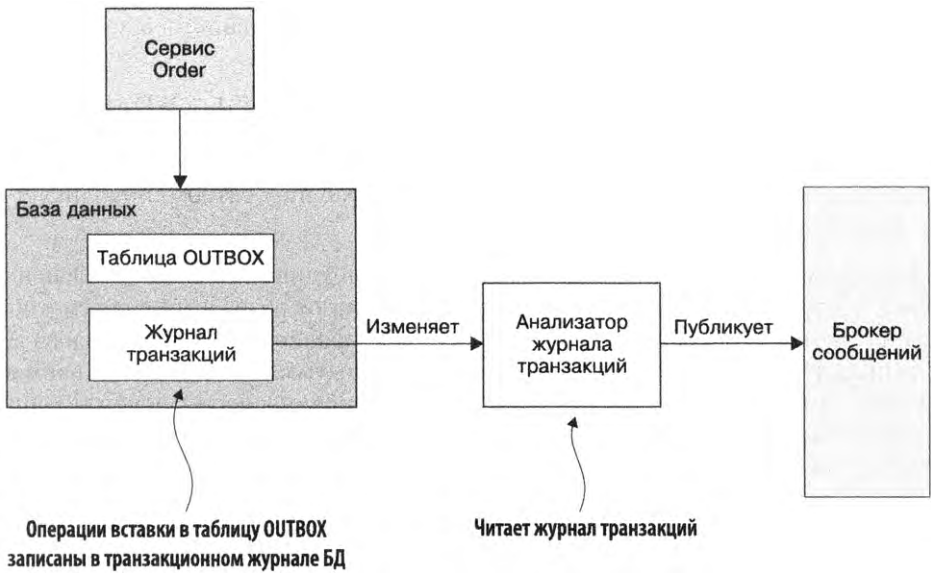 Сервис
Order
База данных
Таблица OUTBOX
Журнал
транзакций
Изменяет
Анализатор
журнала
транзакций
Публикует
Брокер
сообщений
Операции вставки в таблицу OUTBOX
записаны в транзакционном журнале БД
Читает журнал транзакций